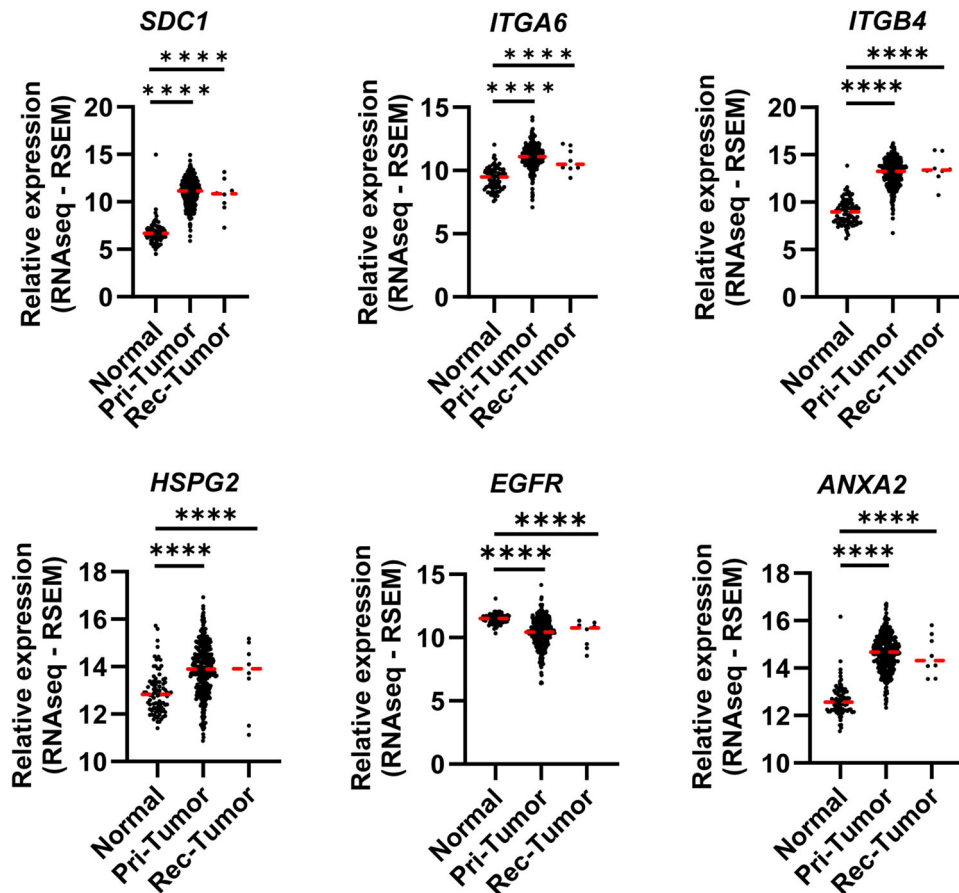 SDC1
∗∗∗∗
∗∗∗∗
Relative expression
(RNAseq - RSEM)
20
15
10
5
0
Normal
Pri-Tumor
Rec-Tumor
ITGA6
∗∗∗∗
∗∗∗∗
Relative expression
(RNAseq - RSEM)
15
10
5
0
Normal
Pri-Tumor
Rec-Tumor
ITGB4
∗∗∗∗
∗∗∗∗
Relative expression
(RNAseq - RSEM)
20
15
10
5
0
Normal
Pri-Tumor
Rec-Tumor
HSPG2
∗∗∗∗
∗∗∗∗
Relative expression
(RNAseq - RSEM)
18
16
14
12
10
Normal
Pri-Tumor
Rec-Tumor
EGFR
∗∗∗∗
∗∗∗∗
Relative expression
(RNAseq - RSEM)
15
10
5
0
Normal
Pri-Tumor
Rec-Tumor
ANXA2
∗∗∗∗
∗∗∗∗
Relative expression
(RNAseq - RSEM)
18
16
14
12
10
Normal
Pri-Tumor
Rec-Tumor